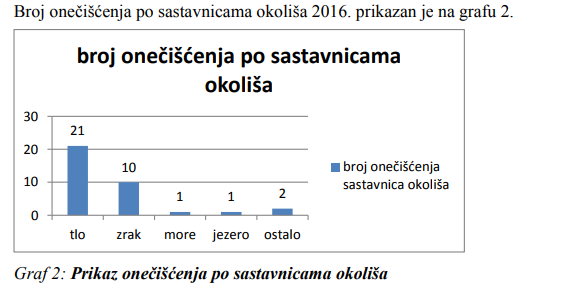 Broj onečišćenja po sastavnicama okoliša 2016. prikazan je na grafu 2.
broj onečišćenja po sastavnicama
okoliša
30
20
10
0
21
10
1
1
2
tlo zrak more jezero ostalo
broj onečišćenja
sastavnica okoliša
Graf 2: Prikaz onečišćenja po sastavnicama okoliša